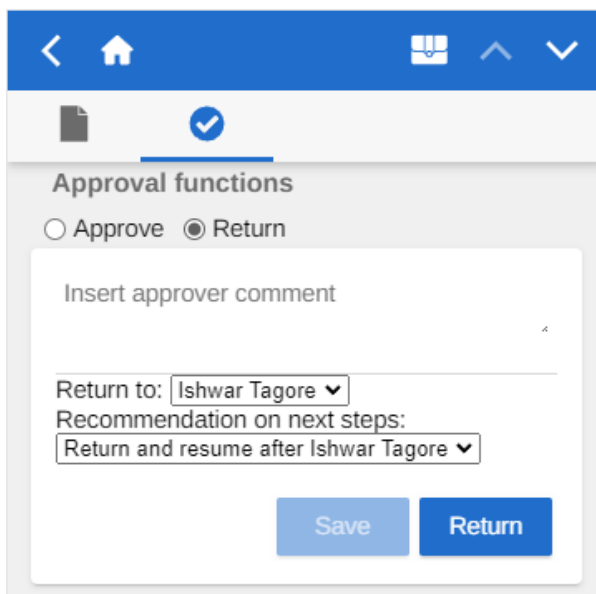 Approval functions
Approve Return
Insert approver comment
Return to: Ishwar Tagore
Recommendation on next steps:
Return and resume after Ishwar Tagore
Save Return